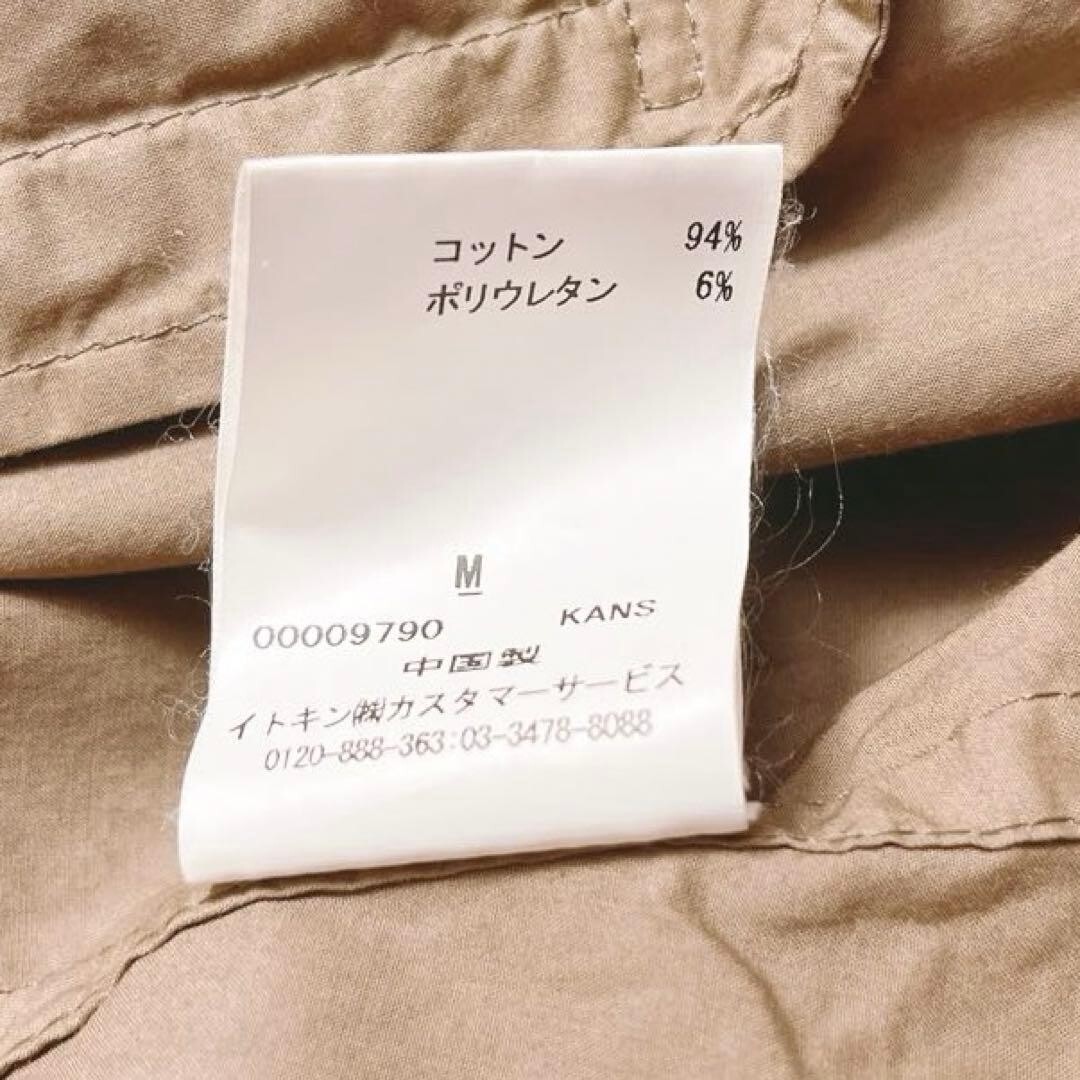 コットン 94%
ポリウレタン 6%
M
00009790 KANS
中国製
イトキン㈱カスタマーサービス
0120-888-363:03-3478-8088